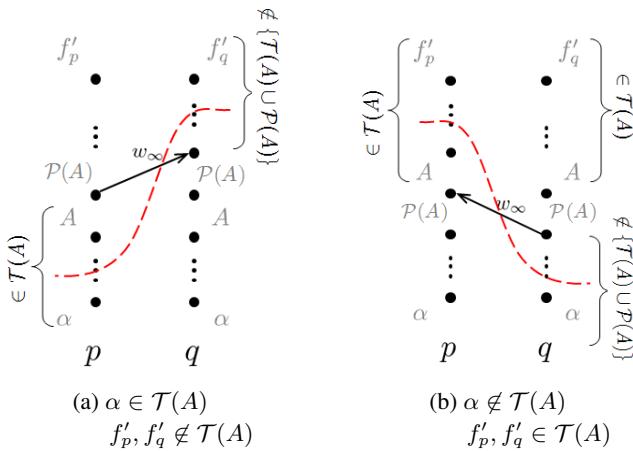 f′_p f′_q ∉ {𝒯(A) ∪ 𝒫(A)}
w_∞
𝒫(A) 𝒫(A)
A A
∈ 𝒯(A)
α α
p q
(a) α ∈ 𝒯(A)
f′_p, f′_q ∉ 𝒯(A)
f′_p f′_q
∈ 𝒯(A) ∈ 𝒯(A)
A A
𝒫(A) w_∞ 𝒫(A)
∉ {𝒯(A) ∪ 𝒫(A)}
α α
p q
(b) α ∉ 𝒯(A)
f′_p, f′_q ∈ 𝒯(A)